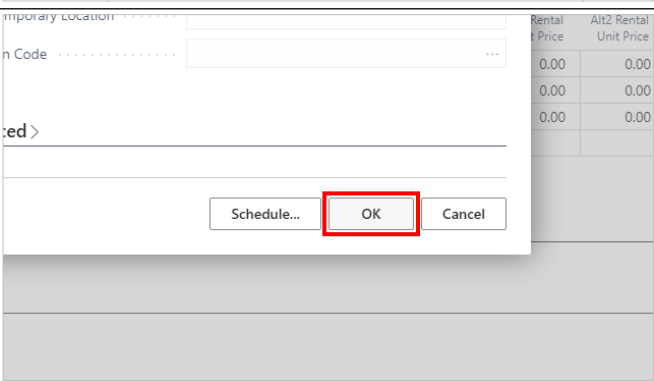 mporary Location
n Code ...
ced >
Schedule... OK Cancel
Rental Alt2 Rental
t Price Unit Price
0.00 0.00
0.00 0.00
0.00 0.00